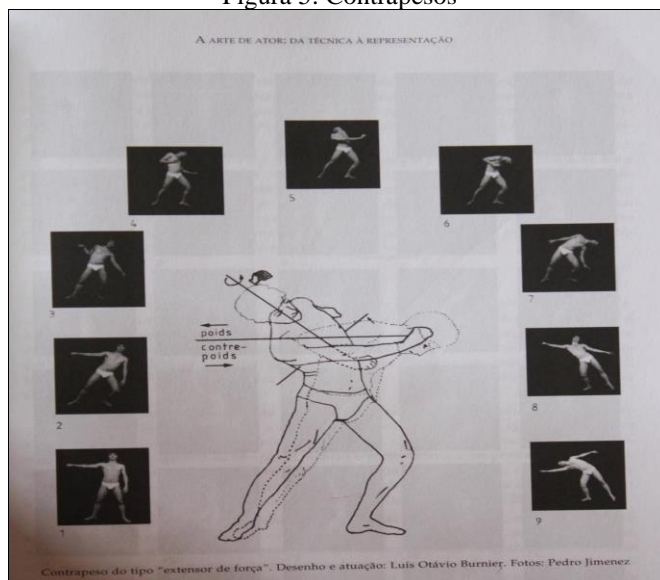 Figura 5: Contrapesos
A ARTE DE ATOR: DA TÉCNICA À REPRESENTAÇÃO
5
4
6
3
7
poids
contre-
poids
2
8
1
9
Contrapeso do tipo "extensor de força". Desenho e atuação: Luís Otávio Burnier. Fotos: Pedro Jimenez